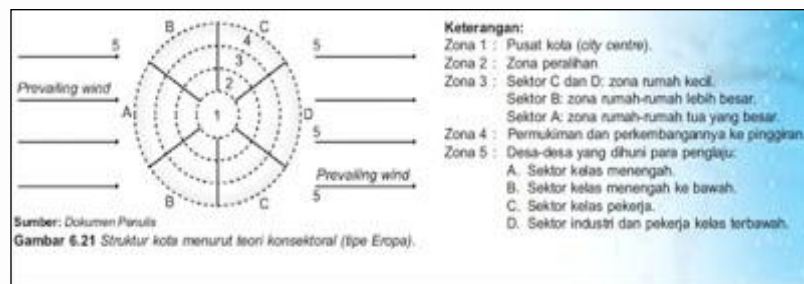 B
C
5
4
5
3
Prevailing wind
2
A
1
D
5
Prevailing wind
B
C
5
Sumber: Dokumen Penulis
Gambar 6.21 Struktur kota menurut teori konsektoral (tipe Eropa).
Keterangan:
Zona 1 : Pusat kota (city centre).
Zona 2 : Zona peralihan
Zona 3 : Sektor C dan D: zona rumah kecil.
Sektor B: zona rumah-rumah lebih besar.
Sektor A: zona rumah-rumah tua yang besar.
Zona 4 : Permukiman dan perkembangannya ke pinggiran
Zona 5 : Desa-desa yang dihuni para penglaju:
A. Sektor kelas menengah.
B. Sektor kelas menengah ke bawah.
C. Sektor kelas pekerja.
D. Sektor industri dan pekerja kelas terbawah.